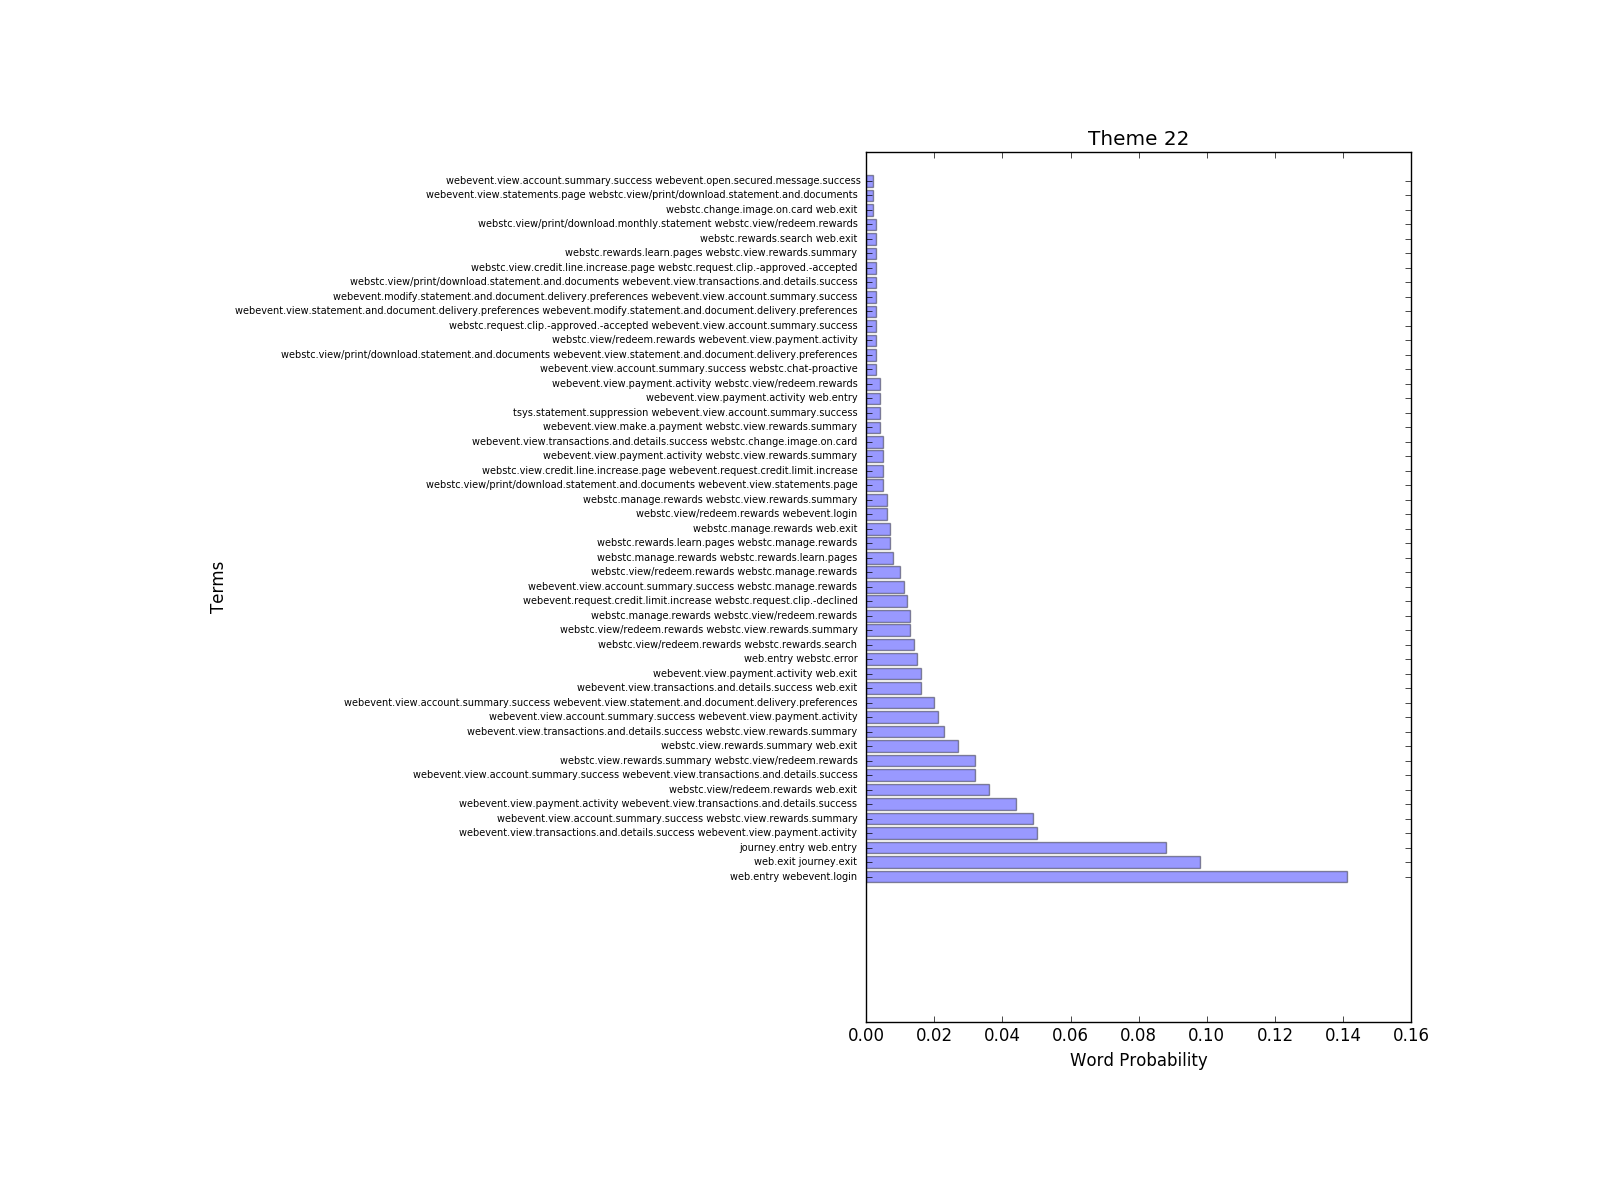 Theme 22
webevent.view.account.summary.success webevent.open.secured.message.success
webevent.view.statements.page webstc.view/print/download.statement.and.documents
webstc.change.image.on.card web.exit
webstc.view/print/download.monthly.statement webstc.view/redeem.rewards
webstc.rewards.search web.exit
webstc.rewards.learn.pages webstc.view.rewards.summary
webstc.view.credit.line.increase.page webstc.request.clip.-approved.-accepted
webstc.view/print/download.statement.and.documents webevent.view.transactions.and.details.success
webevent.modify.statement.and.document.delivery.preferences webevent.view.account.summary.success
webevent.view.statement.and.document.delivery.preferences webevent.modify.statement.and.document.delivery.preferences
webstc.request.clip.-approved.-accepted webevent.view.account.summary.success
webstc.view/redeem.rewards webevent.view.payment.activity
webstc.view/print/download.statement.and.documents webevent.view.statement.and.document.delivery.preferences
webevent.view.account.summary.success webstc.chat-proactive
webevent.view.payment.activity webstc.view/redeem.rewards
webevent.view.payment.activity web.entry
tsys.statement.suppression webevent.view.account.summary.success
webevent.view.make.a.payment webstc.view.rewards.summary
webevent.view.transactions.and.details.success webstc.change.image.on.card
webevent.view.payment.activity webstc.view.rewards.summary
webstc.view.credit.line.increase.page webevent.request.credit.limit.increase
webstc.view/print/download.statement.and.documents webevent.view.statements.page
webstc.manage.rewards webstc.view.rewards.summary
webstc.view/redeem.rewards webevent.login
webstc.manage.rewards web.exit
webstc.rewards.learn.pages webstc.manage.rewards
webstc.manage.rewards webstc.rewards.learn.pages
webstc.view/redeem.rewards webstc.manage.rewards
webevent.view.account.summary.success webstc.manage.rewards
webevent.request.credit.limit.increase webstc.request.clip.-declined
webstc.manage.rewards webstc.view/redeem.rewards
webstc.view/redeem.rewards webstc.view.rewards.summary
webstc.view/redeem.rewards webstc.rewards.search
web.entry webstc.error
webevent.view.payment.activity web.exit
webevent.view.transactions.and.details.success web.exit
webevent.view.account.summary.success webevent.view.statement.and.document.delivery.preferences
webevent.view.account.summary.success webevent.view.payment.activity
webevent.view.transactions.and.details.success webstc.view.rewards.summary
webstc.view.rewards.summary web.exit
webstc.view.rewards.summary webstc.view/redeem.rewards
webevent.view.account.summary.success webevent.view.transactions.and.details.success
webstc.view/redeem.rewards web.exit
webevent.view.payment.activity webevent.view.transactions.and.details.success
webevent.view.account.summary.success webstc.view.rewards.summary
webevent.view.transactions.and.details.success webevent.view.payment.activity
journey.entry web.entry
web.exit journey.exit
web.entry webevent.login
Terms
0.00 0.02 0.04 0.06 0.08 0.10 0.12 0.14 0.16
Word Probability